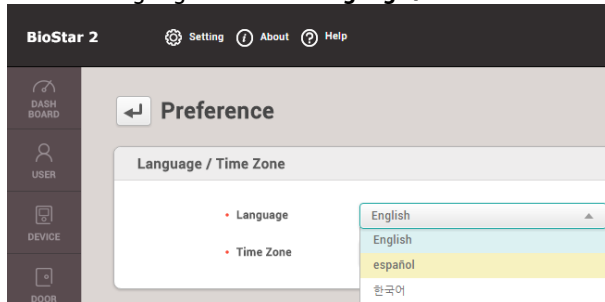 BioStar 2 Setting About Help
DASH
BOARD
Preference
USER
Language / Time Zone
DEVICE
• Language English
English
• Time Zone
español
한국어
DOOR